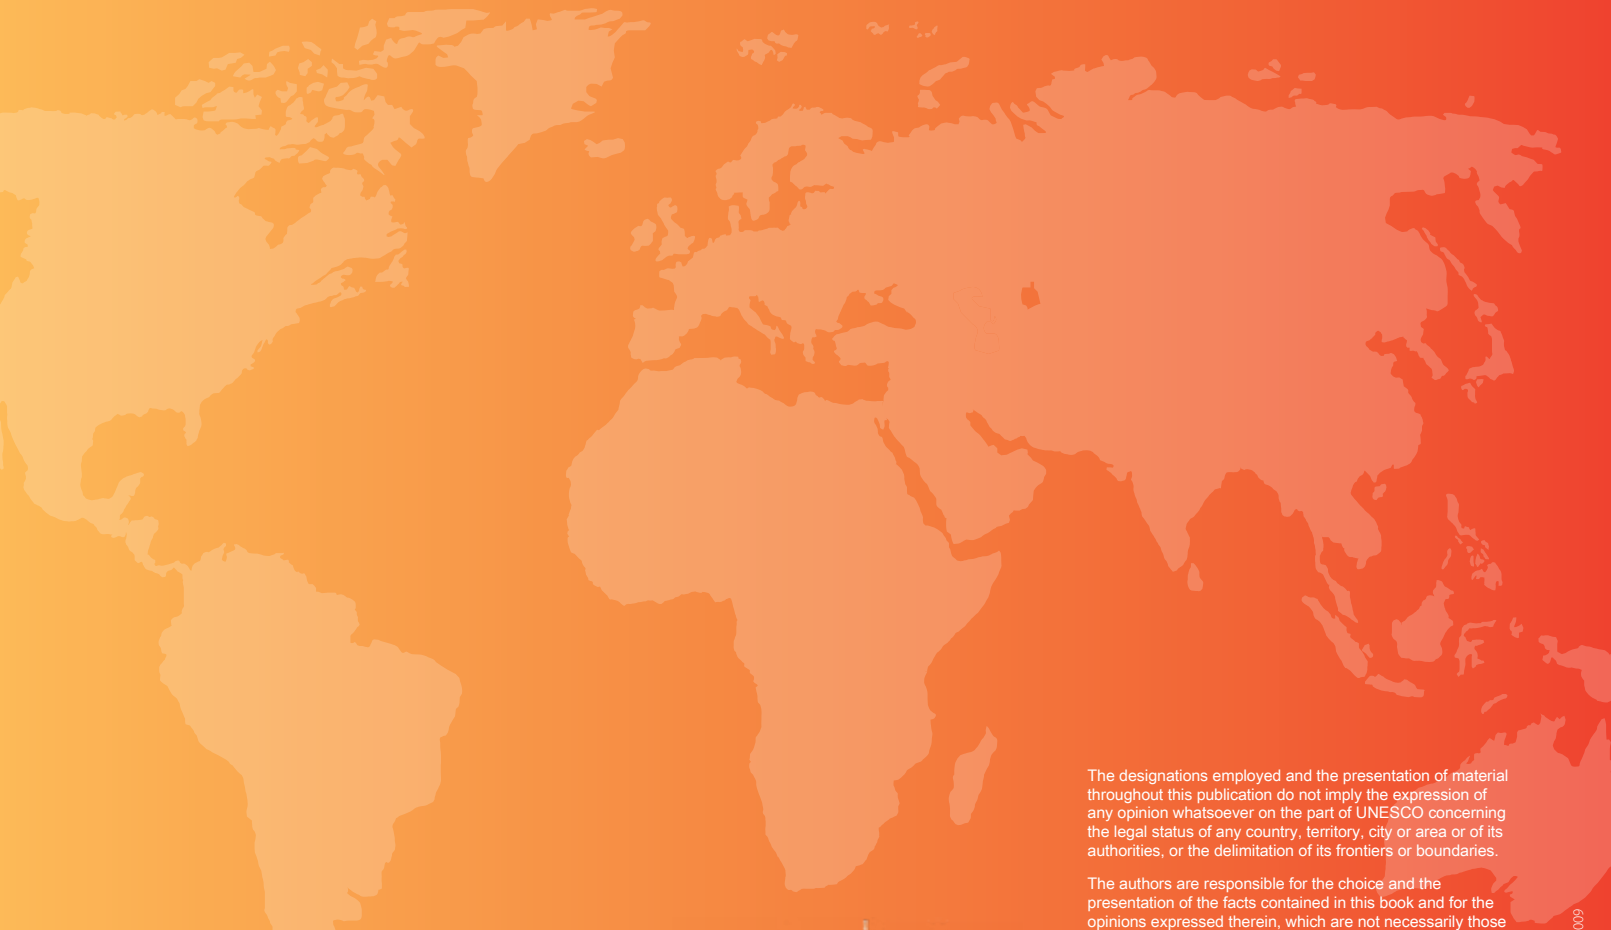 The designations employed and the presentation of material
throughout this publication do not imply the expression of
any opinion whatsoever on the part of UNESCO concerning
the legal status of any country, territory, city or area or of its
authorities, or the delimitation of its frontiers or boundaries.
The authors are responsible for the choice and the
presentation of the facts contained in this book and for the
opinions expressed therein, which are not necessarily those
009